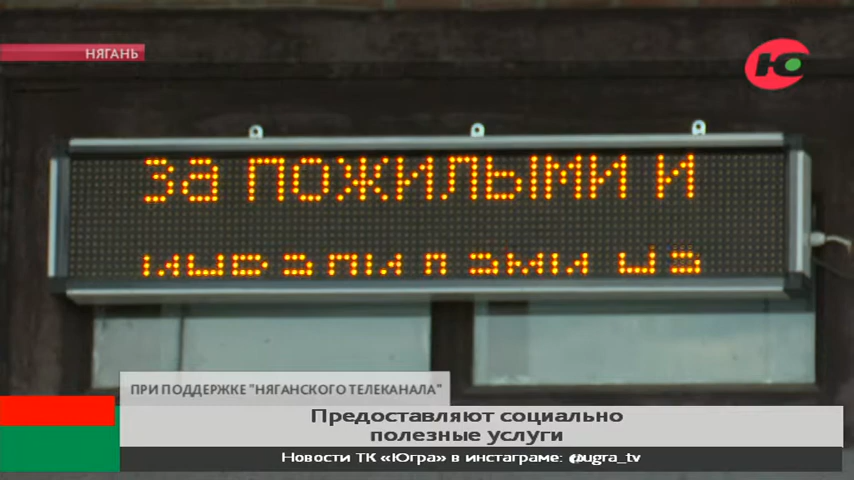 НЯГАНЬ
Ю
за пожилыми и
ПРИ ПОДДЕРЖКЕ "НЯГАНСКОГО ТЕЛЕКАНАЛА"
Предоставляют социально
полезные услуги
Новости ТК «Югра» в инстаграме: @ugra_tv